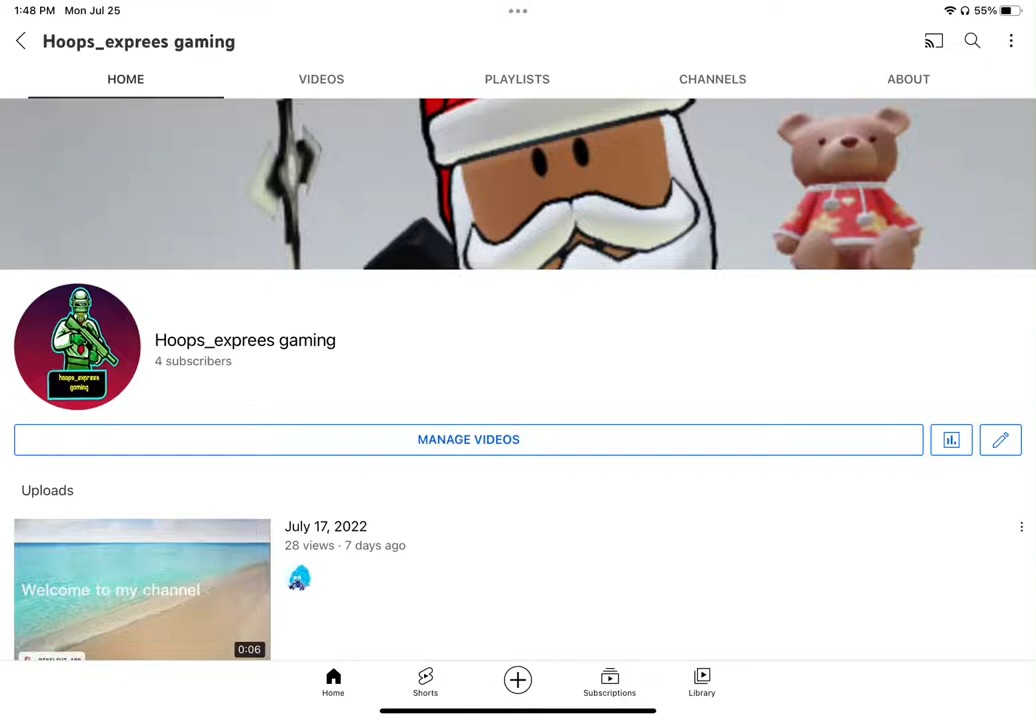 1:48 PM Mon Jul 25
55%
Hoops_exprees gaming
HOME VIDEOS PLAYLISTS CHANNELS ABOUT
hoops_exprees
gaming
Hoops_exprees gaming
4 subscribers
MANAGE VIDEOS
Uploads
Welcome to my channel
0:06
July 17, 2022
28 views · 7 days ago
Home Shorts Subscriptions Library